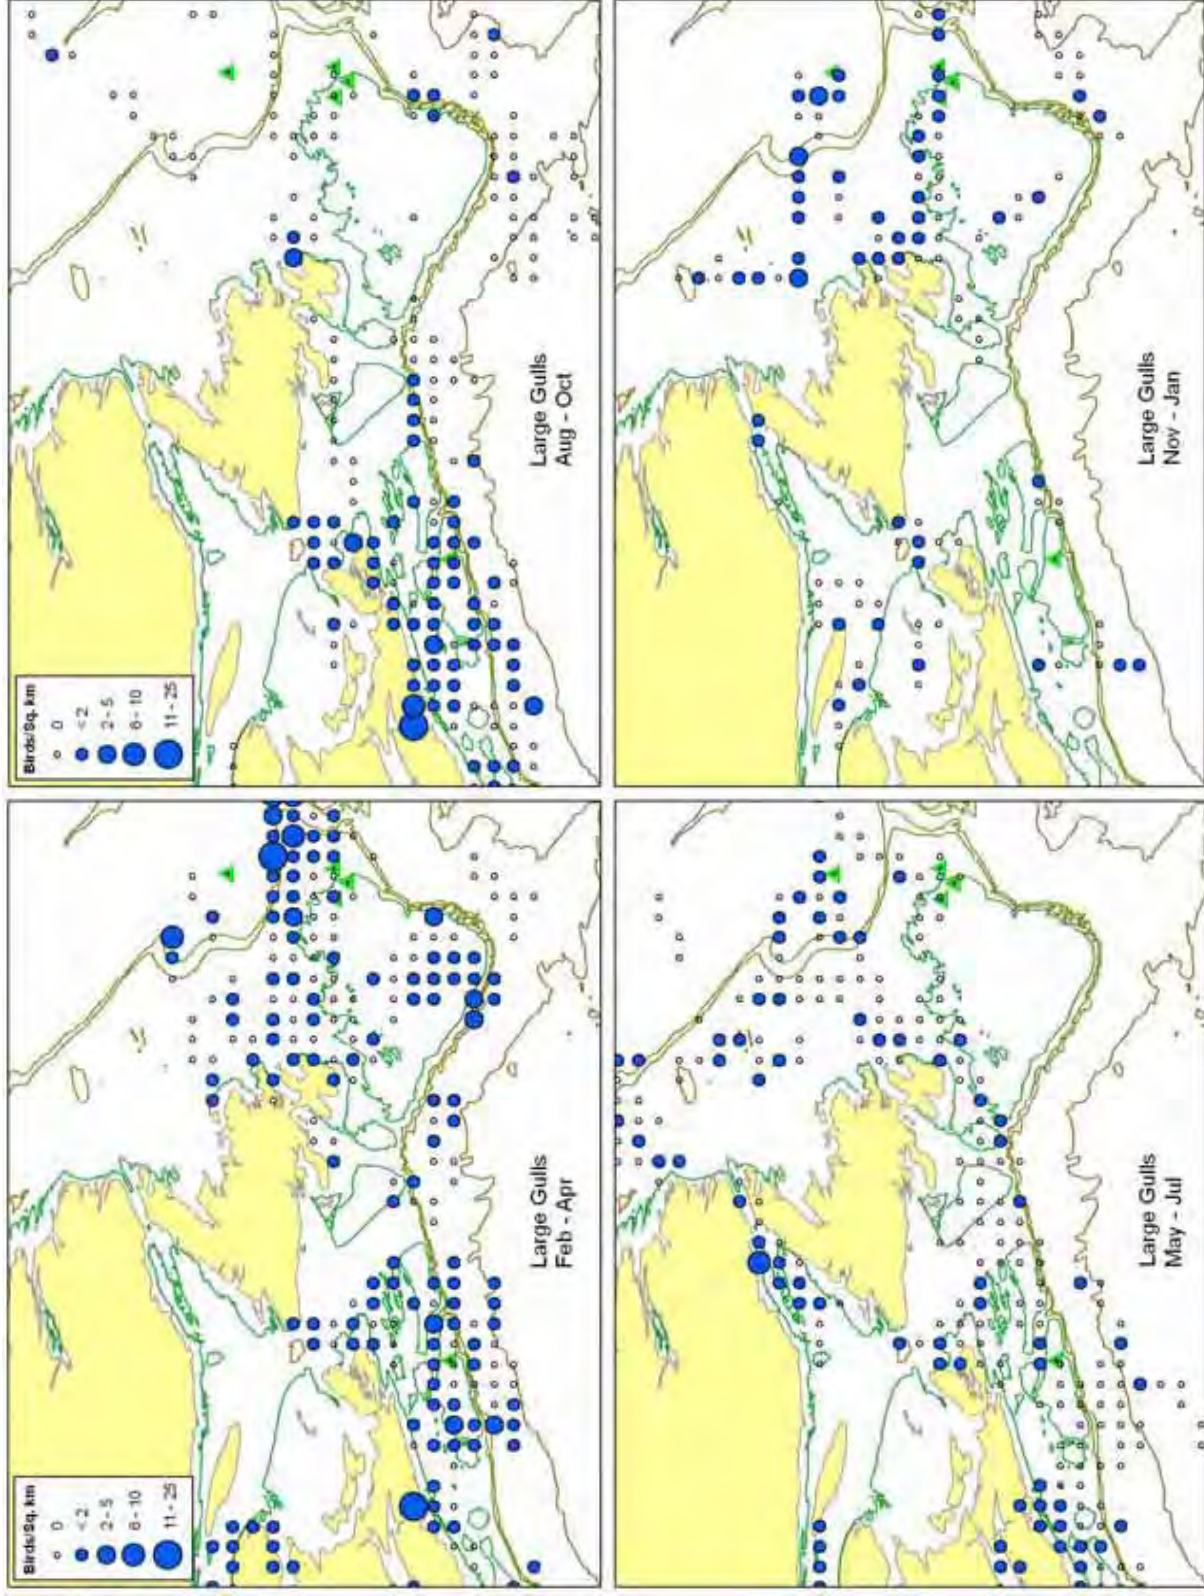 Birds/Sq. km
0
< 2
2 - 5
6 - 10
11 - 25
Large Gulls
Feb - Apr
Birds/Sq. km
0
< 2
2 - 5
6 - 10
11 - 25
Large Gulls
Aug - Oct
Large Gulls
May - Jul
Large Gulls
Nov - Jan